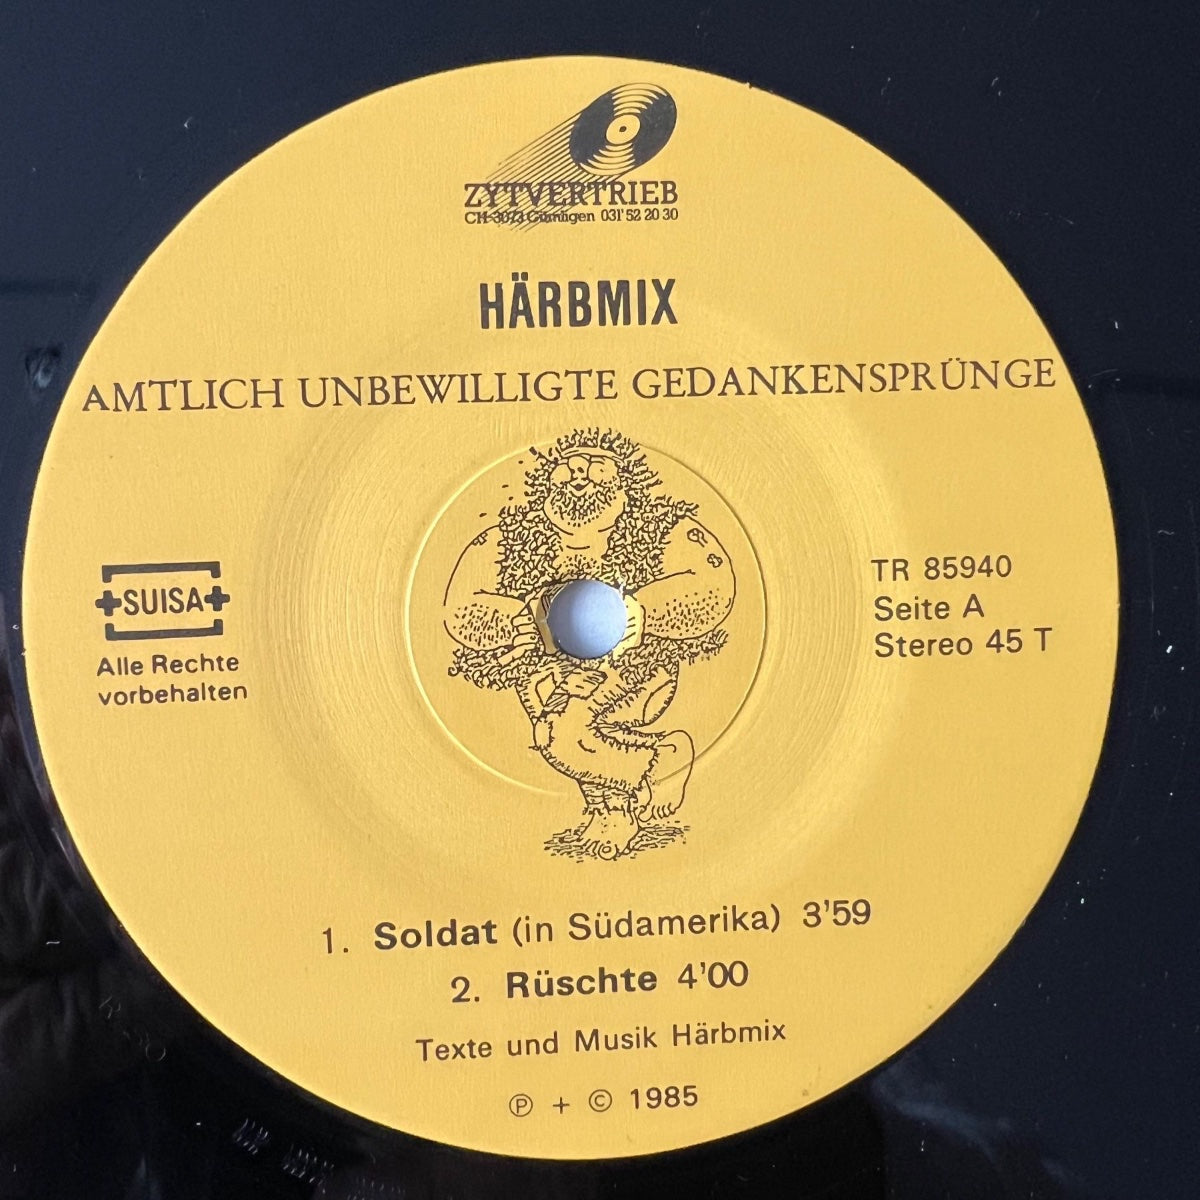 ZYTVERTRIEB
CH-3073 Gümligen 031' 52 20 30
HÄRBMIX
AMTLICH UNBEWILLIGTE GEDANKENSPRÜNGE
SUISA
Alle Rechte
vorbehalten
TR 85940
Seite A
Stereo 45 T
1. Soldat (in Südamerika) 3'59
2. Rüschte 4'00
Texte und Musik Härbmix
Ⓟ + © 1985